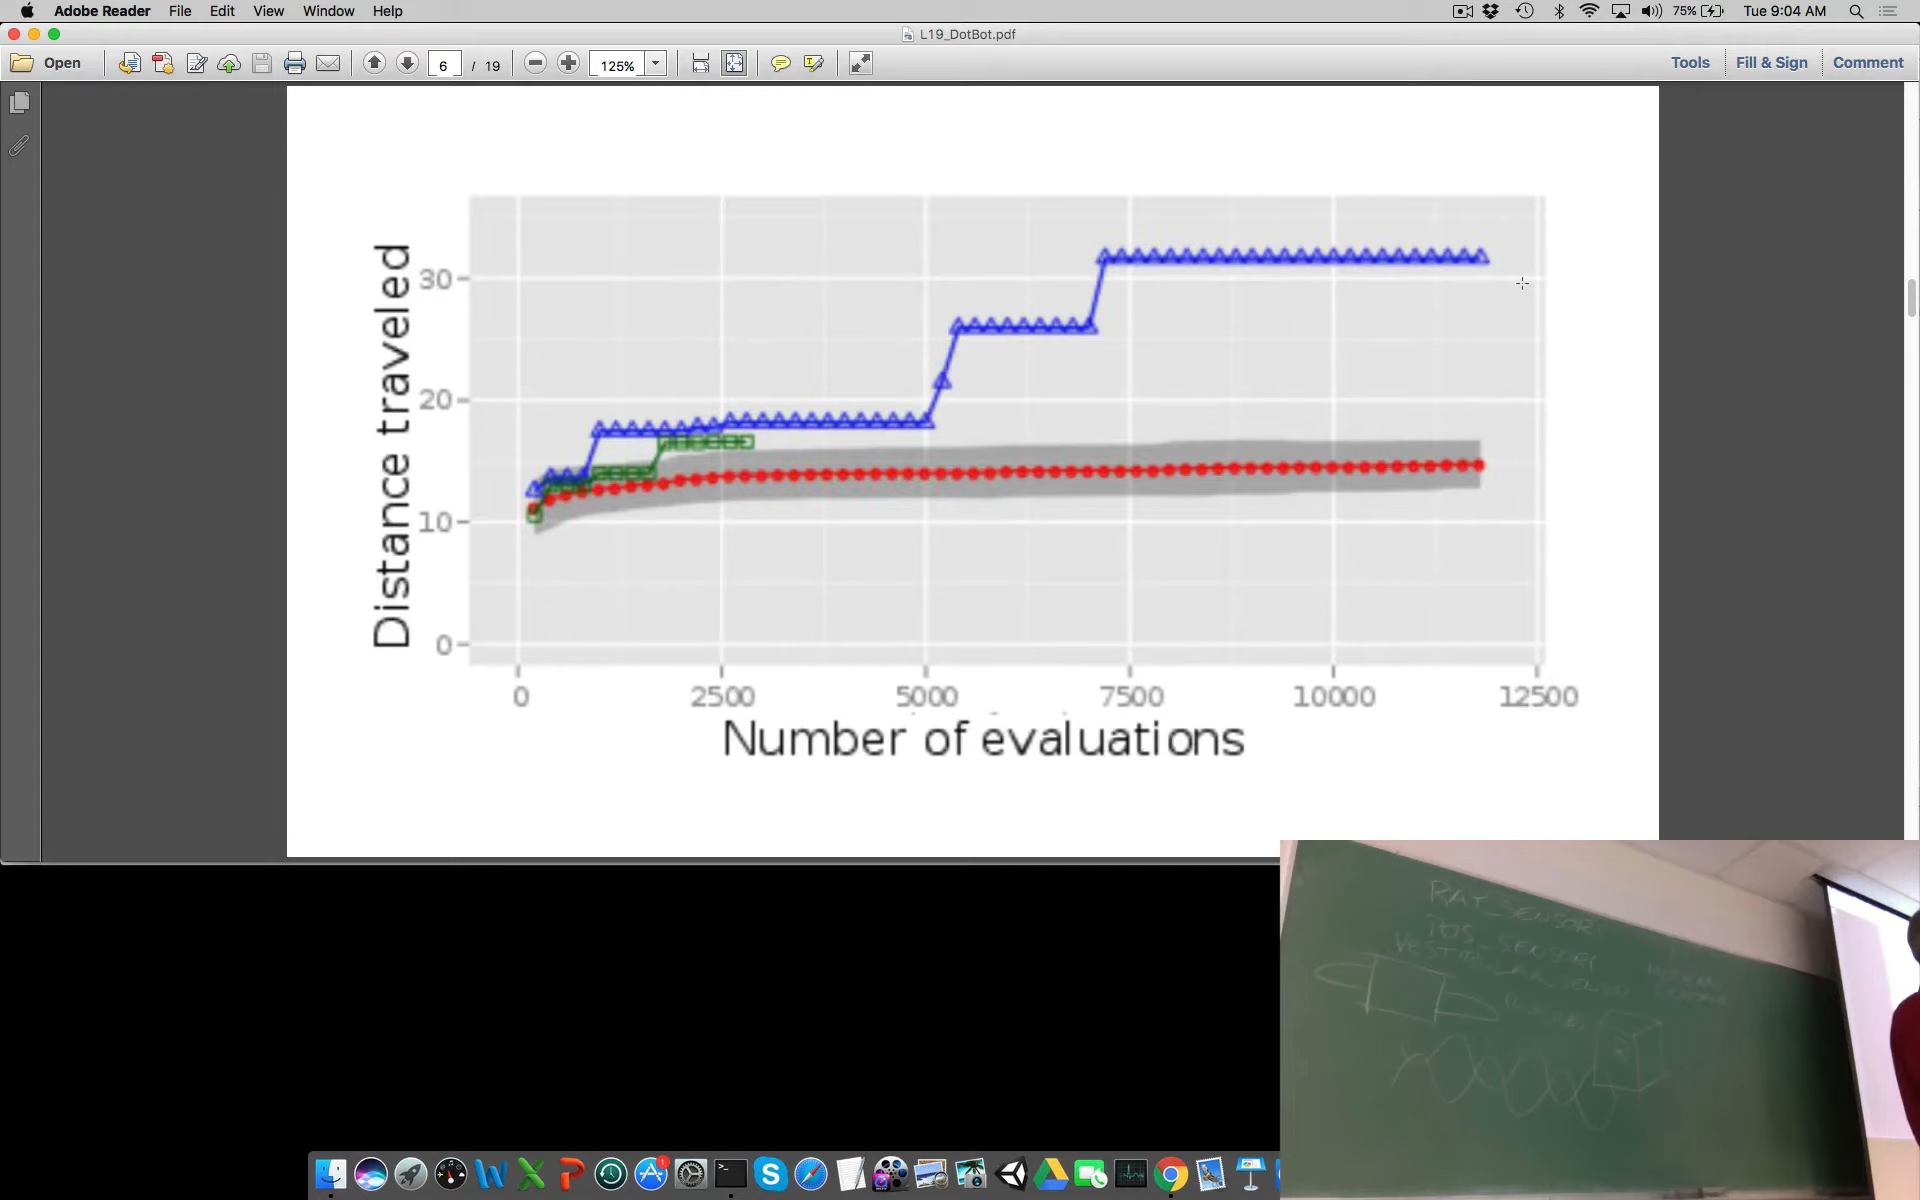 Adobe Reader File Edit View Window Help 75% Tue 9:04 AM
L19_DotBot.pdf
Open 6 / 19 125% Tools Fill & Sign Comment
Distance traveled
30
20
10
0
0 2500 5000 7500 10000 12500
Number of evaluations
RAY_SENSOR
POS_SENSOR